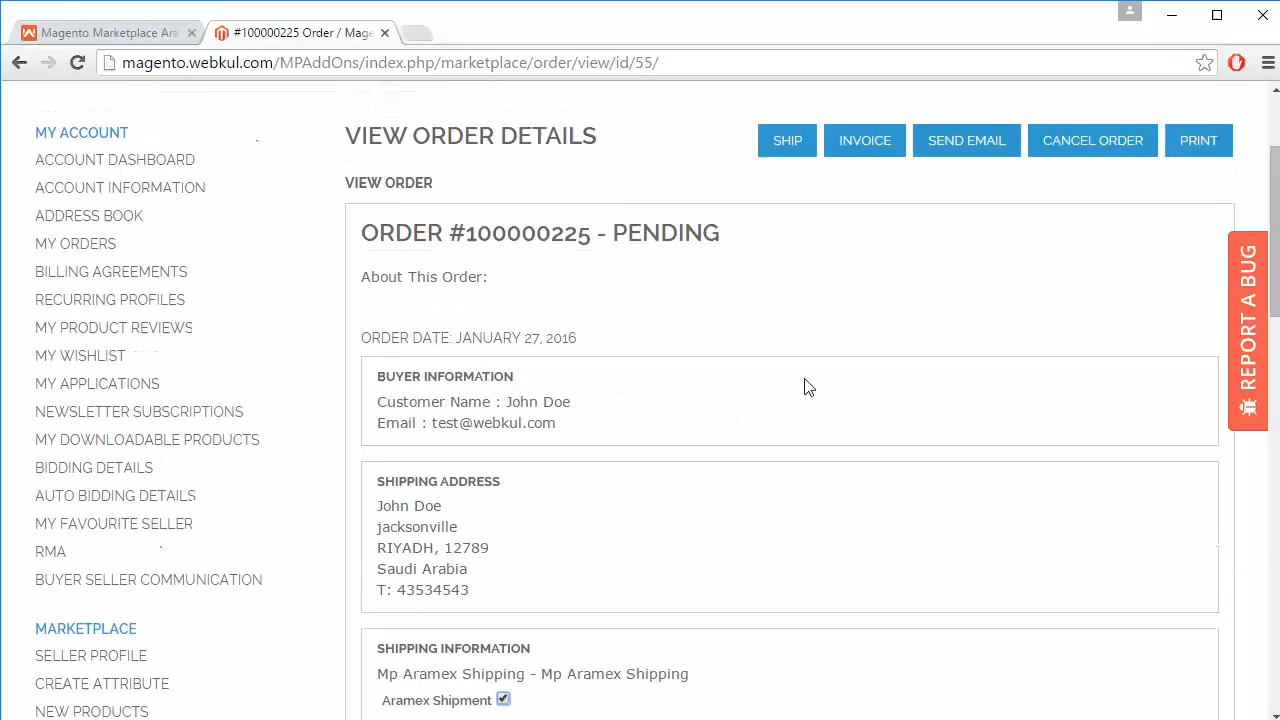 Magento Marketplace Ara
#100000225 Order / Mage
magento.webkul.com/MPAddOns/index.php/marketplace/order/view/id/55/
MY ACCOUNT
ACCOUNT DASHBOARD
ACCOUNT INFORMATION
ADDRESS BOOK
MY ORDERS
BILLING AGREEMENTS
RECURRING PROFILES
MY PRODUCT REVIEWS
MY WISHLIST
MY APPLICATIONS
NEWSLETTER SUBSCRIPTIONS
MY DOWNLOADABLE PRODUCTS
BIDDING DETAILS
AUTO BIDDING DETAILS
MY FAVOURITE SELLER
RMA
BUYER SELLER COMMUNICATION
MARKETPLACE
SELLER PROFILE
CREATE ATTRIBUTE
NEW PRODUCTS
VIEW ORDER DETAILS
SHIP
INVOICE
SEND EMAIL
CANCEL ORDER
PRINT
VIEW ORDER
ORDER #100000225 - PENDING
About This Order:
ORDER DATE: JANUARY 27, 2016
BUYER INFORMATION
Customer Name : John Doe
Email : test@webkul.com
SHIPPING ADDRESS
John Doe
jacksonville
RIYADH, 12789
Saudi Arabia
T: 43534543
SHIPPING INFORMATION
Mp Aramex Shipping - Mp Aramex Shipping
Aramex Shipment
REPORT A BUG